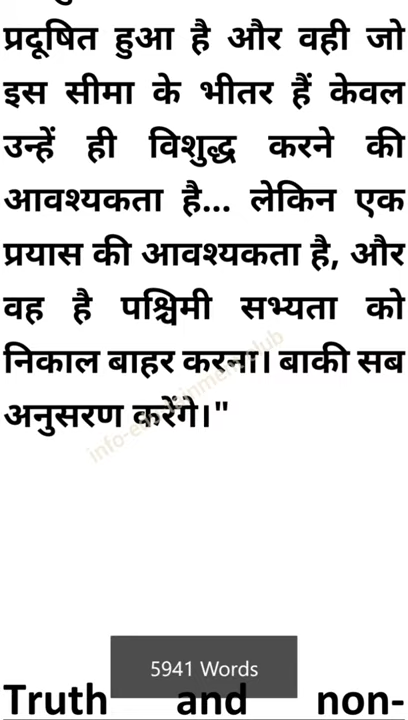 प्रदूषित हुआ है और वही जो
इस सीमा के भीतर हैं केवल
उन्हें ही विशुद्ध करने की
आवश्यकता है... लेकिन एक
प्रयास की आवश्यकता है, और
वह है पश्चिमी सभ्यता को
निकाल बाहर करना। बाकी सब
अनुसरण करेंगे।"
5941 Words
Truth and non-